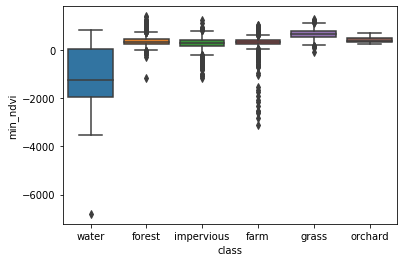 min_ndvi
0
−2000
−4000
−6000
water forest impervious farm grass orchard
class